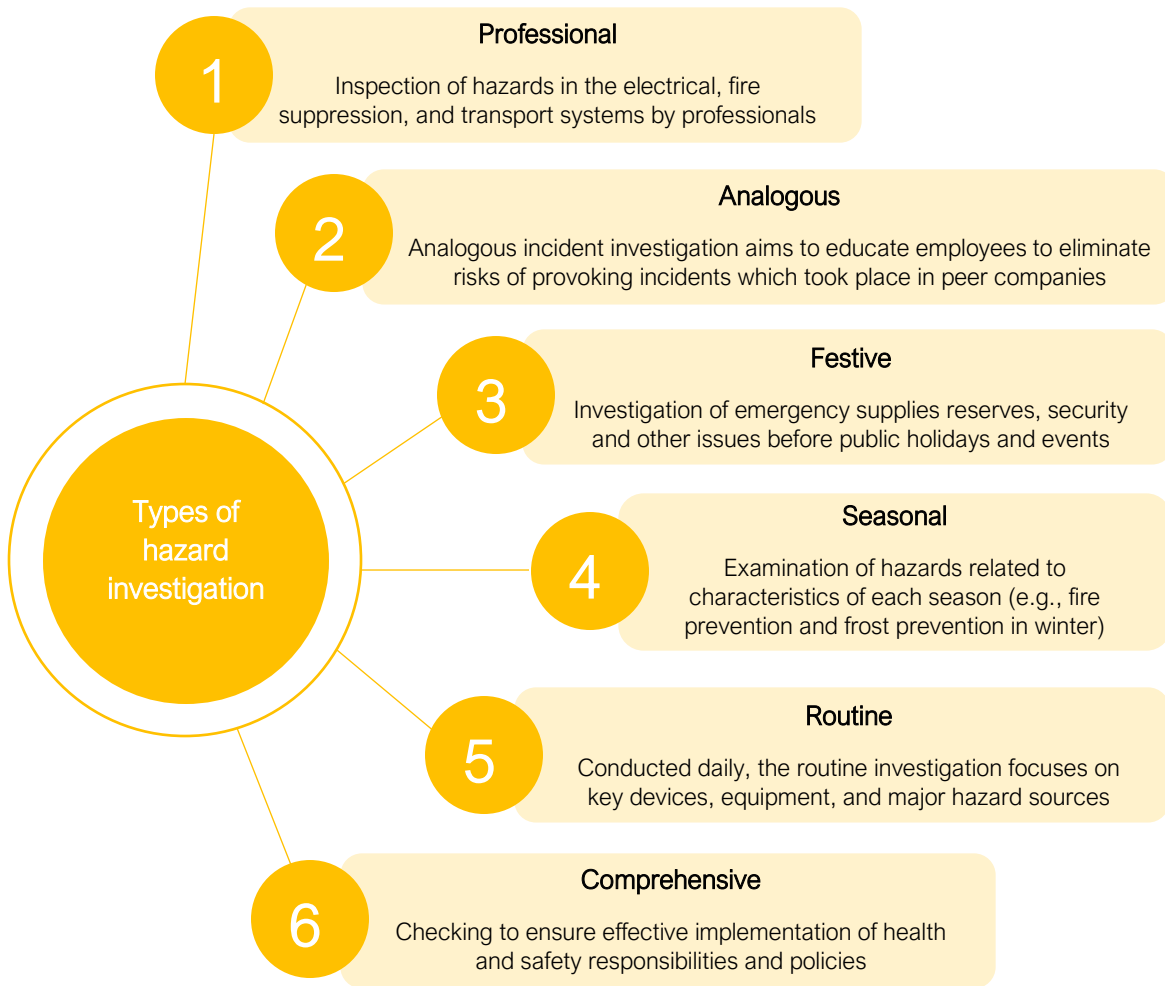 Types of
hazard
investigation
1
Professional
Inspection of hazards in the electrical, fire
suppression, and transport systems by professionals
2
Analogous
Analogous incident investigation aims to educate employees to eliminate
risks of provoking incidents which took place in peer companies
3
Festive
Investigation of emergency supplies reserves, security
and other issues before public holidays and events
4
Seasonal
Examination of hazards related to
characteristics of each season (e.g., fire
prevention and frost prevention in winter)
5
Routine
Conducted daily, the routine investigation focuses on
key devices, equipment, and major hazard sources
6
Comprehensive
Checking to ensure effective implementation of health
and safety responsibilities and policies